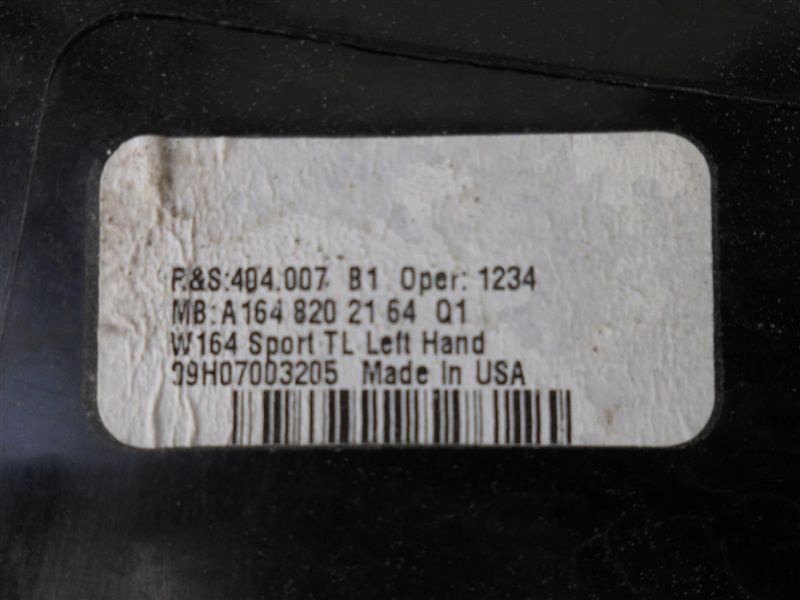 R&S:404.007 B1 Oper: 1234
MB: A164 820 21 64 Q1
W164 Sport TL Left Hand
39H07003205 Made In USA